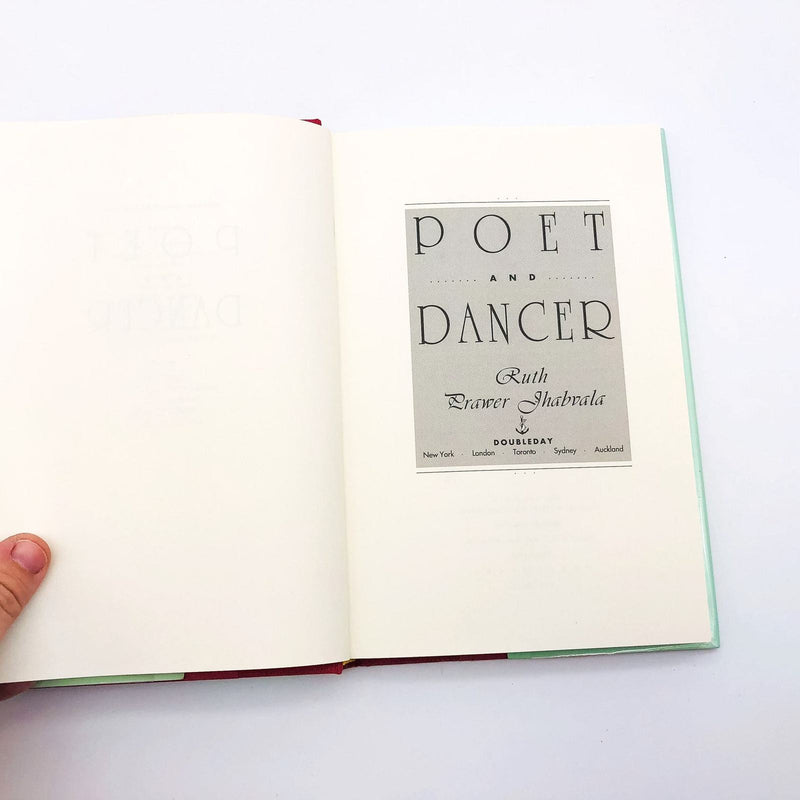 POET
AND
DANCER
Ruth
Prawer Jhabvala
DOUBLEDAY
New York · London · Toronto · Sydney · Auckland